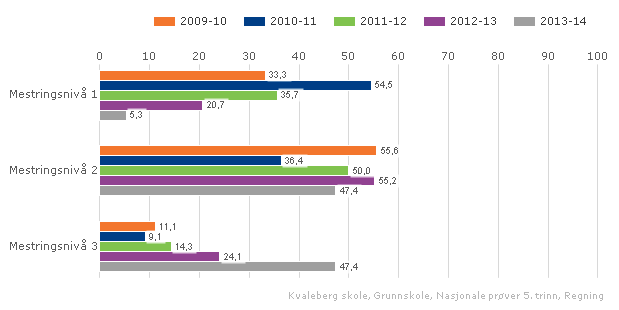 2009-10 2010-11 2011-12 2012-13 2013-14
0 10 20 30 40 50 60 70 80 90 100
Mestringsnivå 1
33,3
54,5
35,7
20,7
5,3
Mestringsnivå 2
55,6
36,4
50,0
55,2
47,4
Mestringsnivå 3
11,1
9,1
14,3
24,1
47,4
Kvaleberg skole, Grunnskole, Nasjonale prøver 5. trinn, Regning